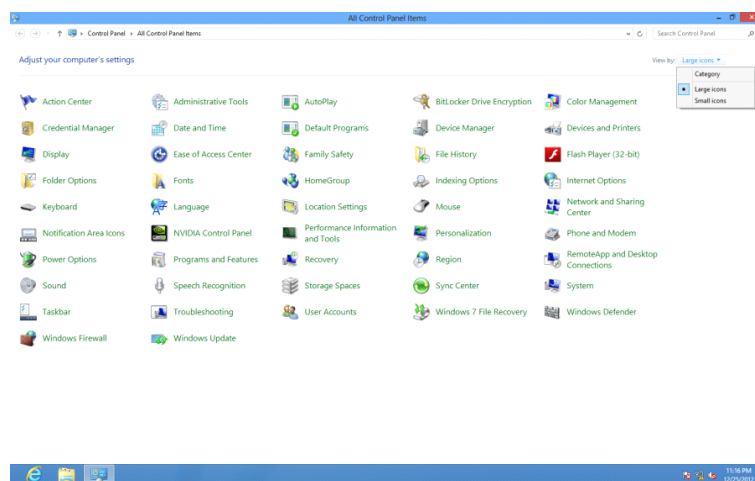 All Control Panel Items
Control Panel All Control Panel Items
Search Control Panel
Adjust your computer's settings
View by: Large icons
Category
Large icons
Small icons
Action Center
Administrative Tools
AutoPlay
BitLocker Drive Encryption
Color Management
Credential Manager
Date and Time
Default Programs
Device Manager
Devices and Printers
Display
Ease of Access Center
Family Safety
File History
Flash Player (32-bit)
Folder Options
Fonts
HomeGroup
Indexing Options
Internet Options
Keyboard
Language
Location Settings
Mouse
Network and Sharing
Center
Notification Area Icons
NVIDIA Control Panel
Performance Information
and Tools
Personalization
Phone and Modem
Power Options
Programs and Features
Recovery
Region
RemoteApp and Desktop
Connections
Sound
Speech Recognition
Storage Spaces
Sync Center
System
Taskbar
Troubleshooting
User Accounts
Windows 7 File Recovery
Windows Defender
Windows Firewall
Windows Update
11:16 PM